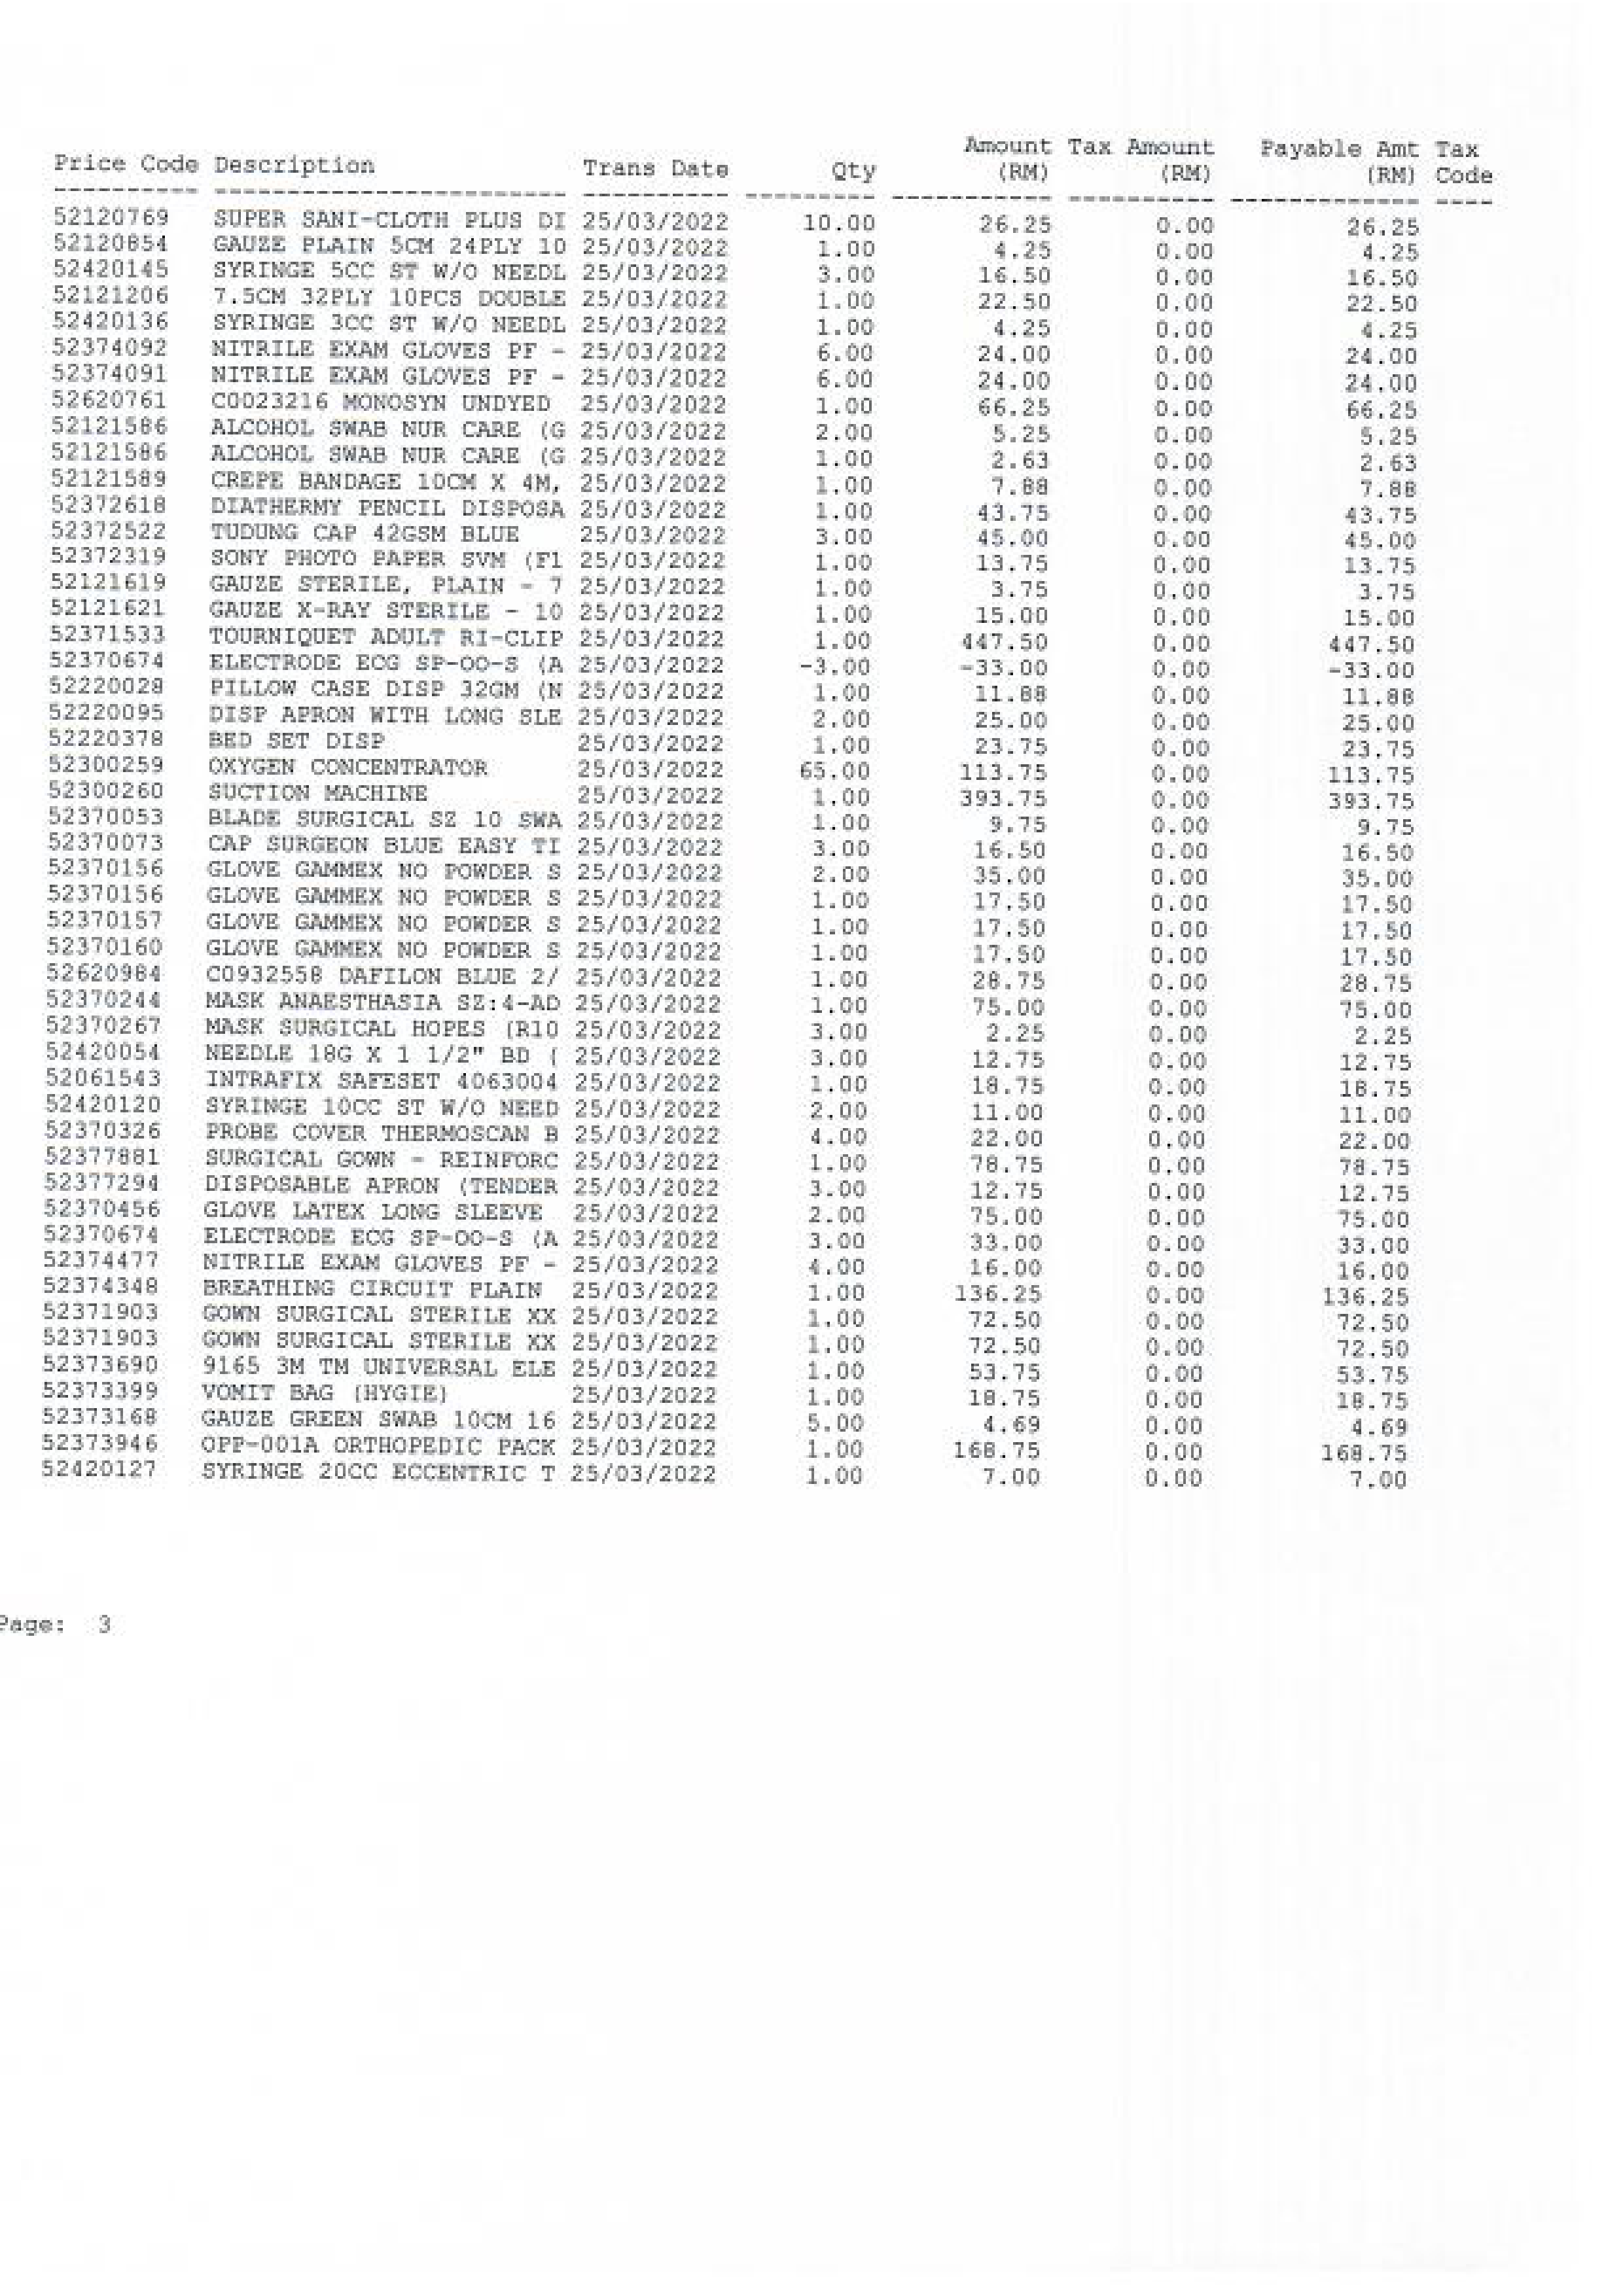 Price Code Description Trans Date Qty Amount (RM) Tax Amount (RM) Payable Amt (RM) Tax Code
52120769 SUPER SANI-CLOTH PLUS DI 25/03/2022 10.00 26.25 0.00 26.25
52120854 GAUZE PLAIN 5CM 24PLY 10 25/03/2022 1.00 4.25 0.00 4.25
52420145 SYRINGE 5CC ST W/O NEEDL 25/03/2022 3.00 16.50 0.00 16.50
52121206 7.5CM 32PLY 10PCS DOUBLE 25/03/2022 1.00 22.50 0.00 22.50
52420136 SYRINGE 3CC ST W/O NEEDL 25/03/2022 1.00 4.25 0.00 4.25
52374092 NITRILE EXAM GLOVES PF - 25/03/2022 6.00 24.00 0.00 24.00
52374091 NITRILE EXAM GLOVES PF - 25/03/2022 6.00 24.00 0.00 24.00
52620761 C0023216 MONOSYN UNDYED 25/03/2022 1.00 66.25 0.00 66.25
52121586 ALCOHOL SWAB NUR CARE (G 25/03/2022 2.00 5.25 0.00 5.25
52121586 ALCOHOL SWAB NUR CARE (G 25/03/2022 1.00 2.63 0.00 2.63
52121589 CREPE BANDAGE 10CM X 4M, 25/03/2022 1.00 7.88 0.00 7.88
52372618 DIATHERMY PENCIL DISPOSA 25/03/2022 1.00 43.75 0.00 43.75
52372522 TUDUNG CAP 42GSM BLUE 25/03/2022 3.00 45.00 0.00 45.00
52372319 SONY PHOTO PAPER SVM (F1 25/03/2022 1.00 13.75 0.00 13.75
52121619 GAUZE STERILE, PLAIN - 7 25/03/2022 1.00 3.75 0.00 3.75
52121621 GAUZE X-RAY STERILE - 10 25/03/2022 1.00 15.00 0.00 15.00
52371533 TOURNIQUET ADULT RI-CLIP 25/03/2022 1.00 447.50 0.00 447.50
52370674 ELECTRODE ECG SP-OO-S (A 25/03/2022 -3.00 -33.00 0.00 -33.00
52220028 PILLOW CASE DISP 32GM (N 25/03/2022 1.00 11.88 0.00 11.88
52220095 DISP APRON WITH LONG SLE 25/03/2022 2.00 25.00 0.00 25.00
52220378 BED SET DISP 25/03/2022 1.00 23.75 0.00 23.75
52300259 OXYGEN CONCENTRATOR 25/03/2022 65.00 113.75 0.00 113.75
52300260 SUCTION MACHINE 25/03/2022 1.00 393.75 0.00 393.75
52370053 BLADE SURGICAL SZ 10 SWA 25/03/2022 1.00 9.75 0.00 9.75
52370073 CAP SURGEON BLUE EASY TI 25/03/2022 3.00 16.50 0.00 16.50
52370156 GLOVE GAMMEX NO POWDER S 25/03/2022 2.00 35.00 0.00 35.00
52370156 GLOVE GAMMEX NO POWDER S 25/03/2022 1.00 17.50 0.00 17.50
52370157 GLOVE GAMMEX NO POWDER S 25/03/2022 1.00 17.50 0.00 17.50
52370160 GLOVE GAMMEX NO POWDER S 25/03/2022 1.00 17.50 0.00 17.50
52620984 C0932558 DAFILON BLUE 2/ 25/03/2022 1.00 28.75 0.00 28.75
52370244 MASK ANAESTHASIA SZ:4-AD 25/03/2022 1.00 75.00 0.00 75.00
52370267 MASK SURGICAL HOPES (R10 25/03/2022 3.00 2.25 0.00 2.25
52420054 NEEDLE 18G X 1 1/2" BD ( 25/03/2022 3.00 12.75 0.00 12.75
52061543 INTRAFIX SAFESET 4063004 25/03/2022 1.00 18.75 0.00 18.75
52420120 SYRINGE 10CC ST W/O NEED 25/03/2022 2.00 11.00 0.00 11.00
52370326 PROBE COVER THERMOSCAN B 25/03/2022 4.00 22.00 0.00 22.00
52377881 SURGICAL GOWN - REINFORC 25/03/2022 1.00 78.75 0.00 78.75
52377294 DISPOSABLE APRON (TENDER 25/03/2022 3.00 12.75 0.00 12.75
52370456 GLOVE LATEX LONG SLEEVE 25/03/2022 2.00 75.00 0.00 75.00
52370674 ELECTRODE ECG SP-OO-S (A 25/03/2022 3.00 33.00 0.00 33.00
52374477 NITRILE EXAM GLOVES PF - 25/03/2022 4.00 16.00 0.00 16.00
52374348 BREATHING CIRCUIT PLAIN 25/03/2022 1.00 136.25 0.00 136.25
52371903 GOWN SURGICAL STERILE XX 25/03/2022 1.00 72.50 0.00 72.50
52371903 GOWN SURGICAL STERILE XX 25/03/2022 1.00 72.50 0.00 72.50
52373690 9165 3M TM UNIVERSAL ELE 25/03/2022 1.00 53.75 0.00 53.75
52373399 VOMIT BAG (HYGIE) 25/03/2022 1.00 18.75 0.00 18.75
52373168 GAUZE GREEN SWAB 10CM 16 25/03/2022 5.00 4.69 0.00 4.69
52373946 OPP-001A ORTHOPEDIC PACK 25/03/2022 1.00 168.75 0.00 168.75
52420127 SYRINGE 20CC ECCENTRIC T 25/03/2022 1.00 7.00 0.00 7.00
Page: 3